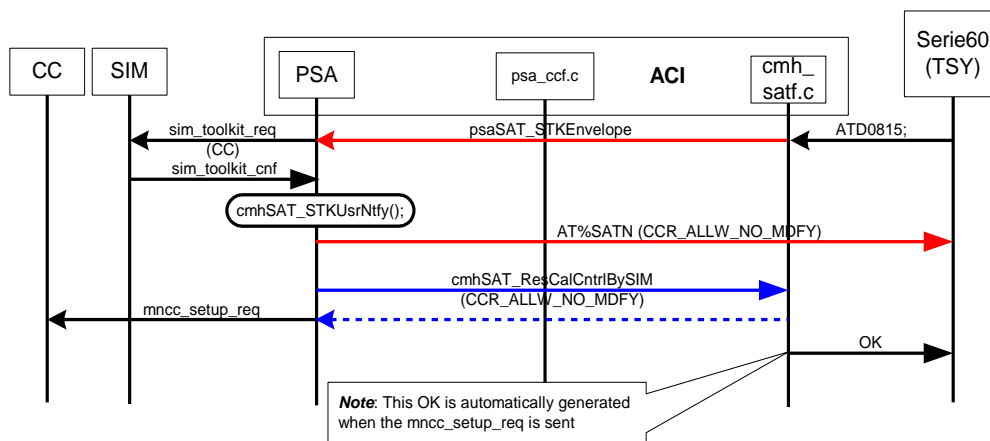 CC
SIM
PSA
psa_ccf.c
ACI
cmh_
satf.c
Serie60
(TSY)
sim_toolkit_req
(CC)
psaSAT_STKEnvelope
ATD0815;
sim_toolkit_cnf
cmhSAT_STKUsrNtfy();
AT%SATN (CCR_ALLW_NO_MDFY)
cmhSAT_ResCalCntrlBySIM
(CCR_ALLW_NO_MDFY)
mncc_setup_req
OK
Note: This OK is automatically generated
when the mncc_setup_req is sent